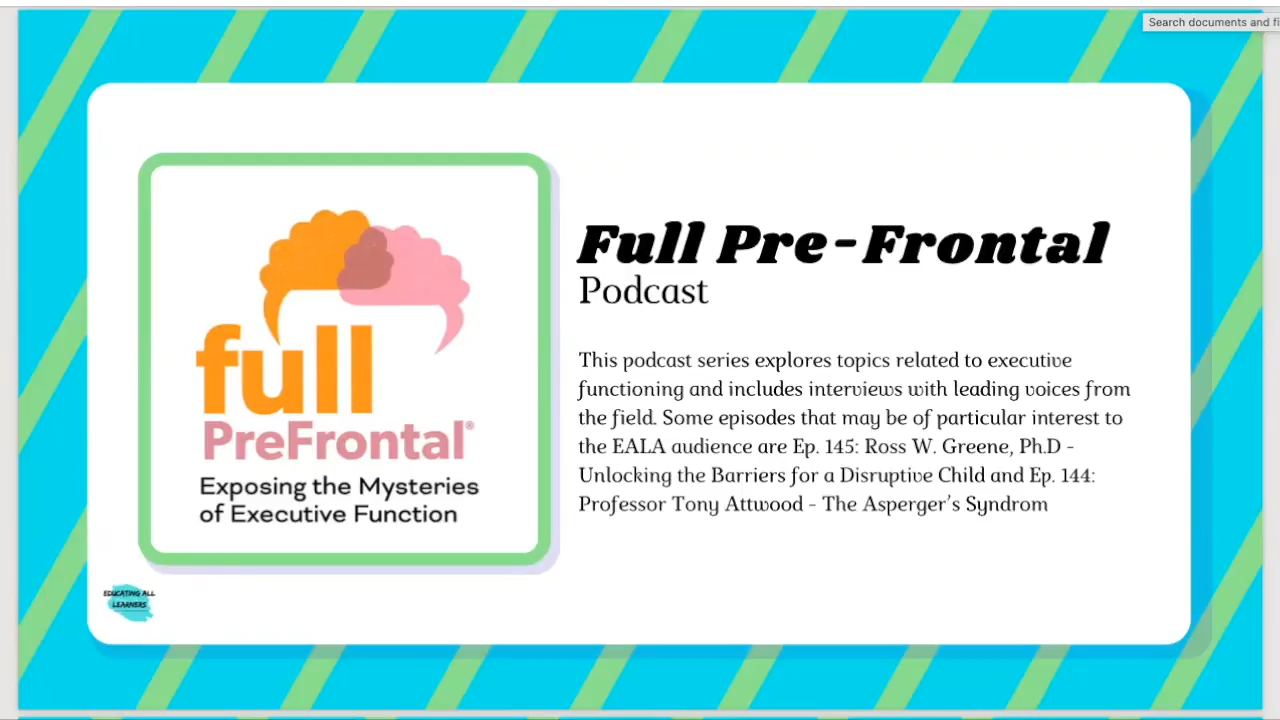 Search documents and fi
full
PreFrontal®
Exposing the Mysteries
of Executive Function
Full Pre-Frontal
Podcast
This podcast series explores topics related to executive
functioning and includes interviews with leading voices from
the field. Some episodes that may be of particular interest to
the EALA audience are Ep. 145: Ross W. Greene, Ph.D -
Unlocking the Barriers for a Disruptive Child and Ep. 144:
Professor Tony Attwood - The Asperger's Syndrom
EDUCATING ALL
LEARNERS